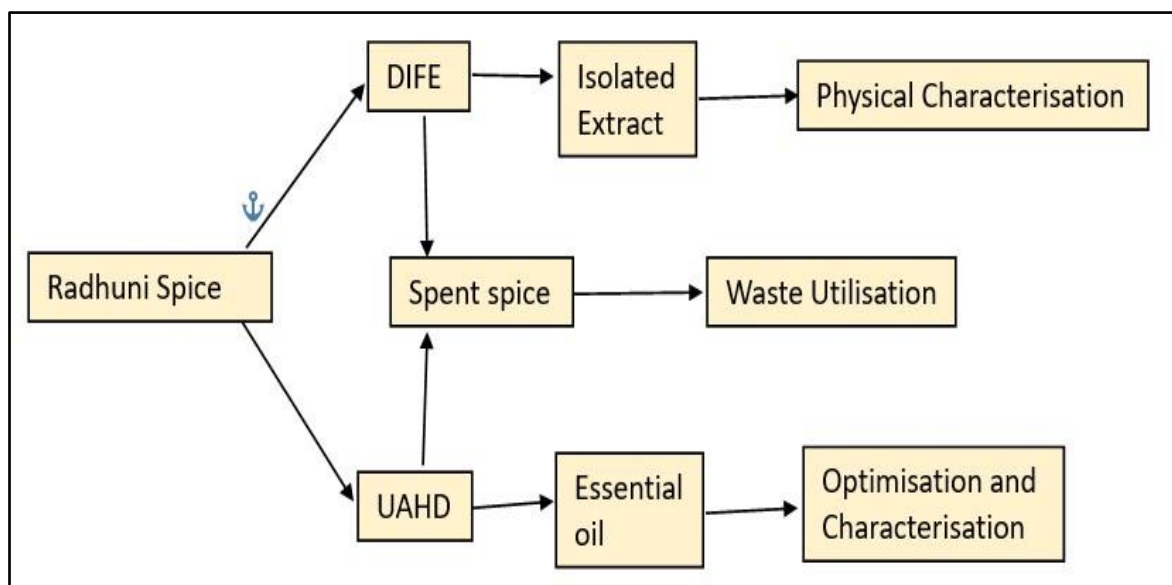 DIFE
Isolated
Extract
Physical Characterisation
Radhuni Spice
Spent spice
Waste Utilisation
UAHD
Essential
oil
Optimisation and
Characterisation